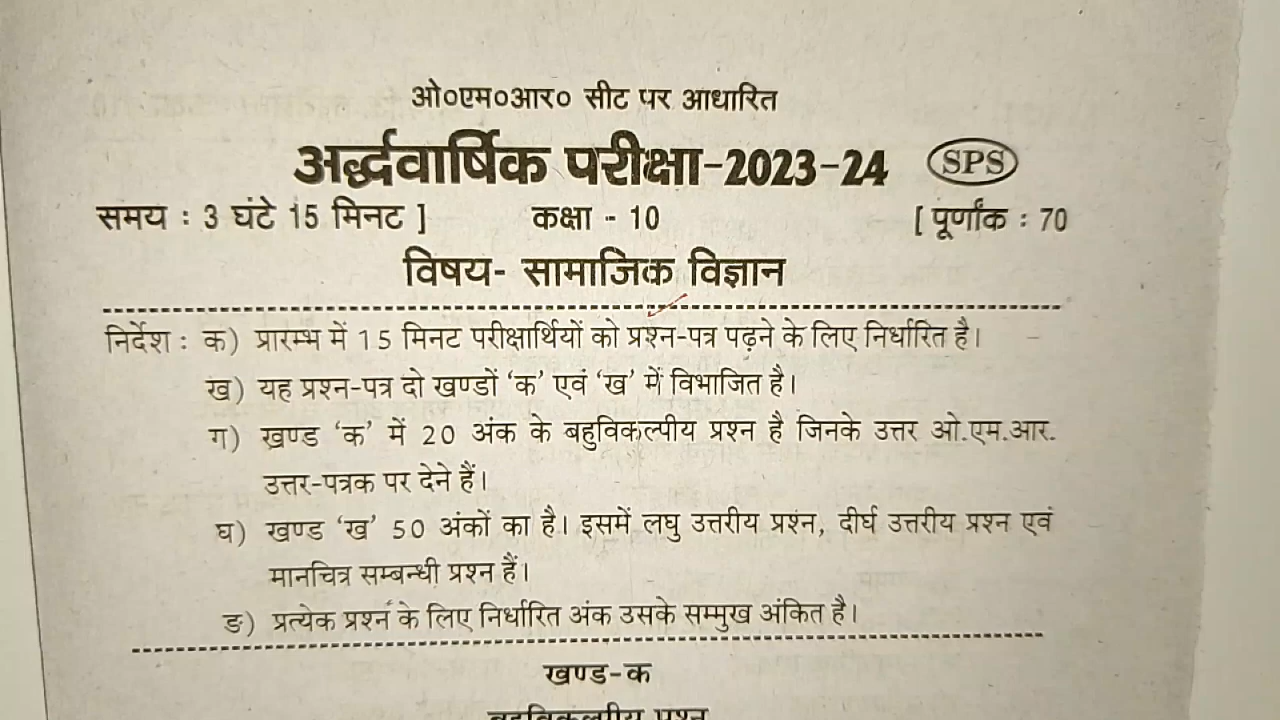 ओ०एम०आर० सीट पर आधारित
अर्द्धवार्षिक परीक्षा-2023-24 SPS
समय : 3 घंटे 15 मिनट ] कक्षा - 10 [ पूर्णांक : 70
विषय- सामाजिक विज्ञान
निर्देश : क) प्रारम्भ में 15 मिनट परीक्षार्थियों को प्रश्न-पत्र पढ़ने के लिए निर्धारित है।
ख) यह प्रश्न-पत्र दो खण्डों ‘क’ एवं ‘ख’ में विभाजित है।
ग) खण्ड ‘क’ में 20 अंक के बहुविकल्पीय प्रश्न है जिनके उत्तर ओ.एम.आर.
उत्तर-पत्रक पर देने हैं।
घ) खण्ड ‘ख’ 50 अंकों का है। इसमें लघु उत्तरीय प्रश्न, दीर्घ उत्तरीय प्रश्न एवं
मानचित्र सम्बन्धी प्रश्न हैं।
ङ) प्रत्येक प्रश्न के लिए निर्धारित अंक उसके सम्मुख अंकित है।
खण्ड-क
बहुविकल्पीय प्रश्न